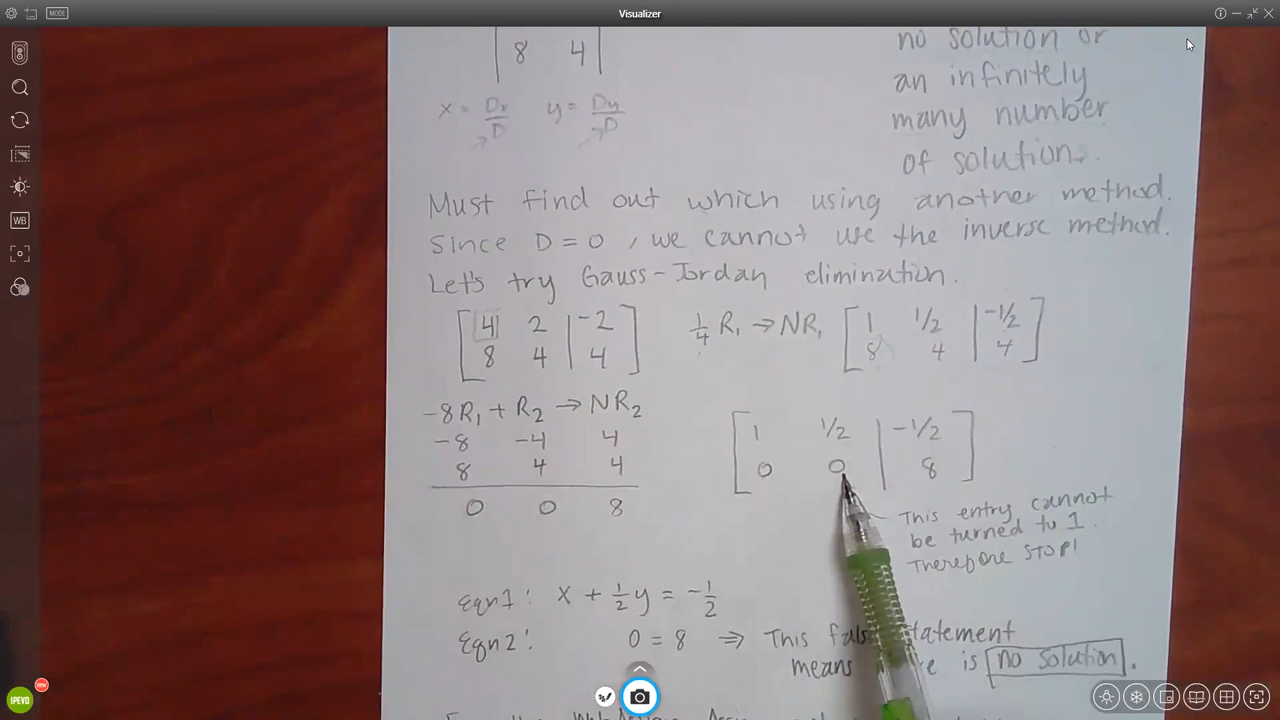 MODE
Visualizer
| 8 4 |
no solution or
an infinitely
many number
of solutions.
x = Dx/D y = Dy/D
Must find out which using another method.
Since D = 0, we cannot use the inverse method.
Let's try Gauss-Jordan elimination.
[ 4 2 | -2 ]
[ 8 4 | 4 ]
1/4 R1 → NR1
[ 1 1/2 | -1/2 ]
[ 8 4 | 4 ]
-8R1 + R2 → NR2
-8 -4 4
8 4 4
0 0 8
[ 1 1/2 | -1/2 ]
[ 0 0 | 8 ]
This entry cannot
be turned to 1.
Therefore STOP!
Eqn1: x + 1/2 y = -1/2
Eqn2: 0 = 8 ⇒ This statement
means is no solution.
WB
IPEVO
new